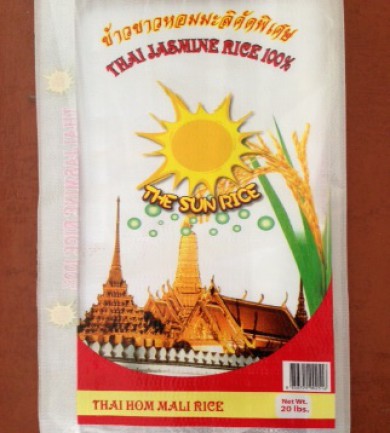 ข้าวขาวหอมมะลิคัดพิเศษ
THAI JASMINE RICE 100%
THE SUN RICE
THAI HOM MALI RICE
Net Wt.
20 lbs.